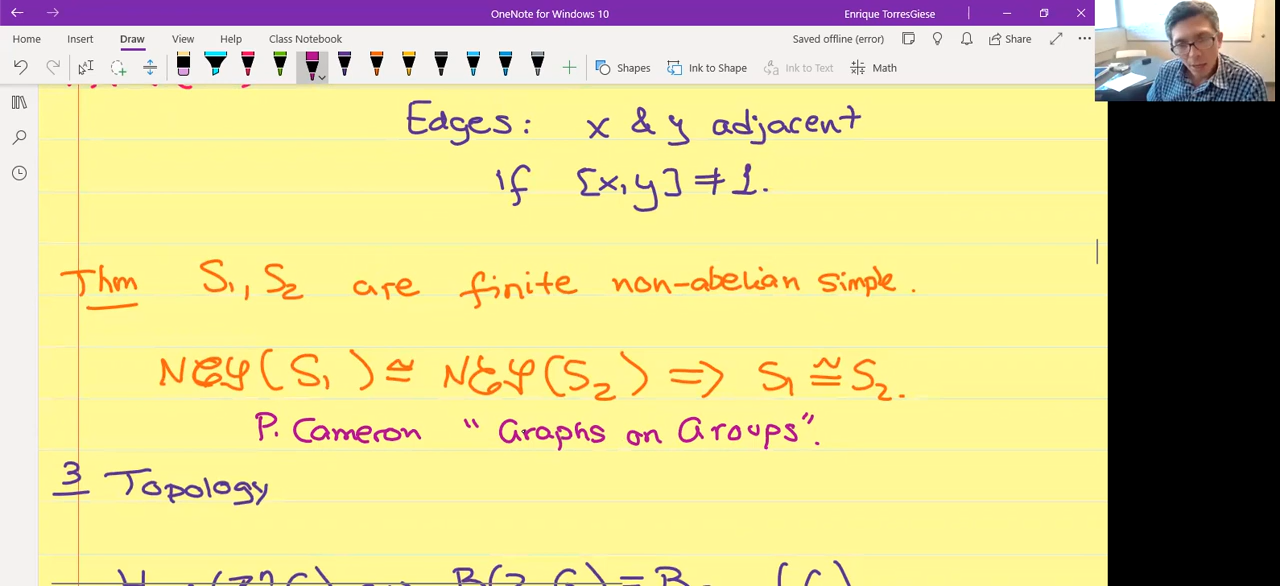 OneNote for Windows 10
Enrique TorresGiese
Home Insert Draw View Help Class Notebook
Saved offline (error)
Share
Shapes
Ink to Shape
Ink to Text
Math
Edges: x & y adjacent
if [x,y] ≠ 1.
Thm S₁, S₂ are finite non-abelian simple.
NCG(S₁) ≅ NCG(S₂) ⇒ S₁ ≅ S₂.
P. Cameron "Graphs on Groups".
3 Topology